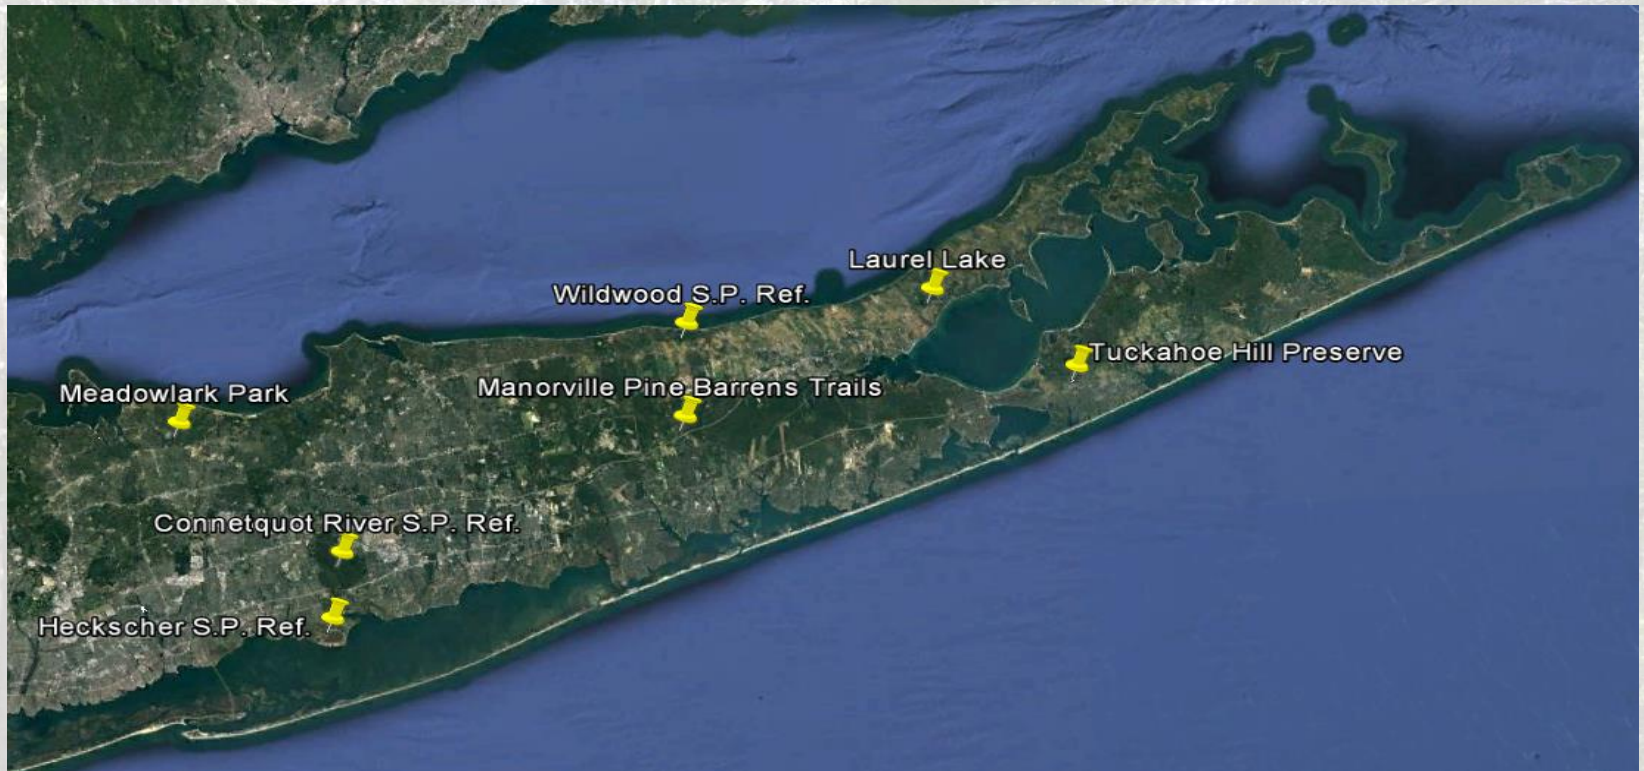 Laurel Lake
Wildwood S.P. Ref.
Tuckahoe Hill Preserve
Manorville Pine Barrens Trails
Meadowlark Park
Connetquot River S.P. Ref.
Heckscher S.P. Ref.